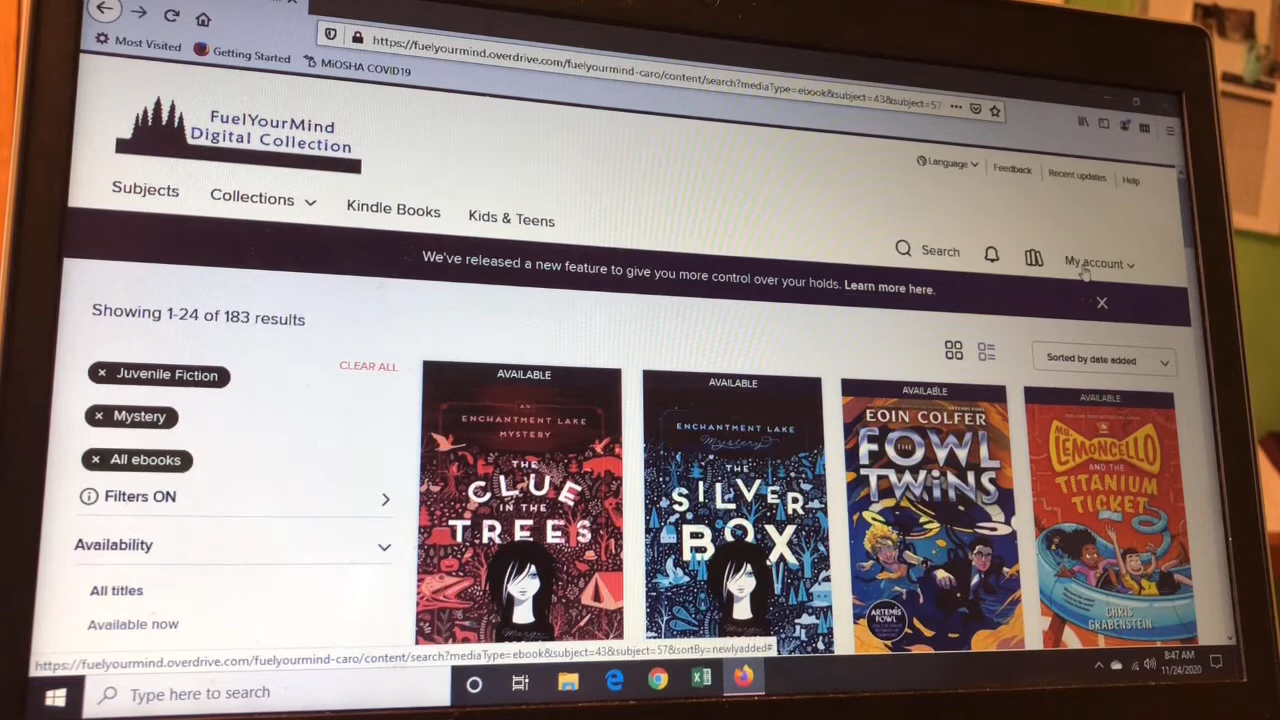 Most Visited
Getting Started
MiOSHA COVID19
https://fuelyourmind.overdrive.com/fuelyourmind-caro/content/search?mediaType=ebook&subject=43&subject=57
FuelYourMind
Digital Collection
Language
Feedback
Recent updates
Help
Subjects
Collections
Kindle Books
Kids & Teens
Search
My account
We've released a new feature to give you more control over your holds. Learn more here.
Showing 1-24 of 183 results
Sorted by date added
× Juvenile Fiction
CLEAR ALL
× Mystery
× All ebooks
Filters ON
Availability
All titles
Available now
AVAILABLE
AN
ENCHANTMENT LAKE
MYSTERY
THE
CLUE
IN THE
TREES
AVAILABLE
ENCHANTMENT LAKE
Mystery
THE
SILVER
BOX
AVAILABLE
EOIN COLFER
THE
FOWL
TWINS
ARTEMIS
FOWL
AVAILABLE
MR.
LEMONCELLO
AND THE
TITANIUM
TICKET
CHRIS
GRABENSTEIN
https://fuelyourmind.overdrive.com/fuelyourmind-caro/content/search?mediaType=ebook&subject=43&subject=57&sortBy=newlyadded#
Type here to search
8:47 AM
11/24/2020